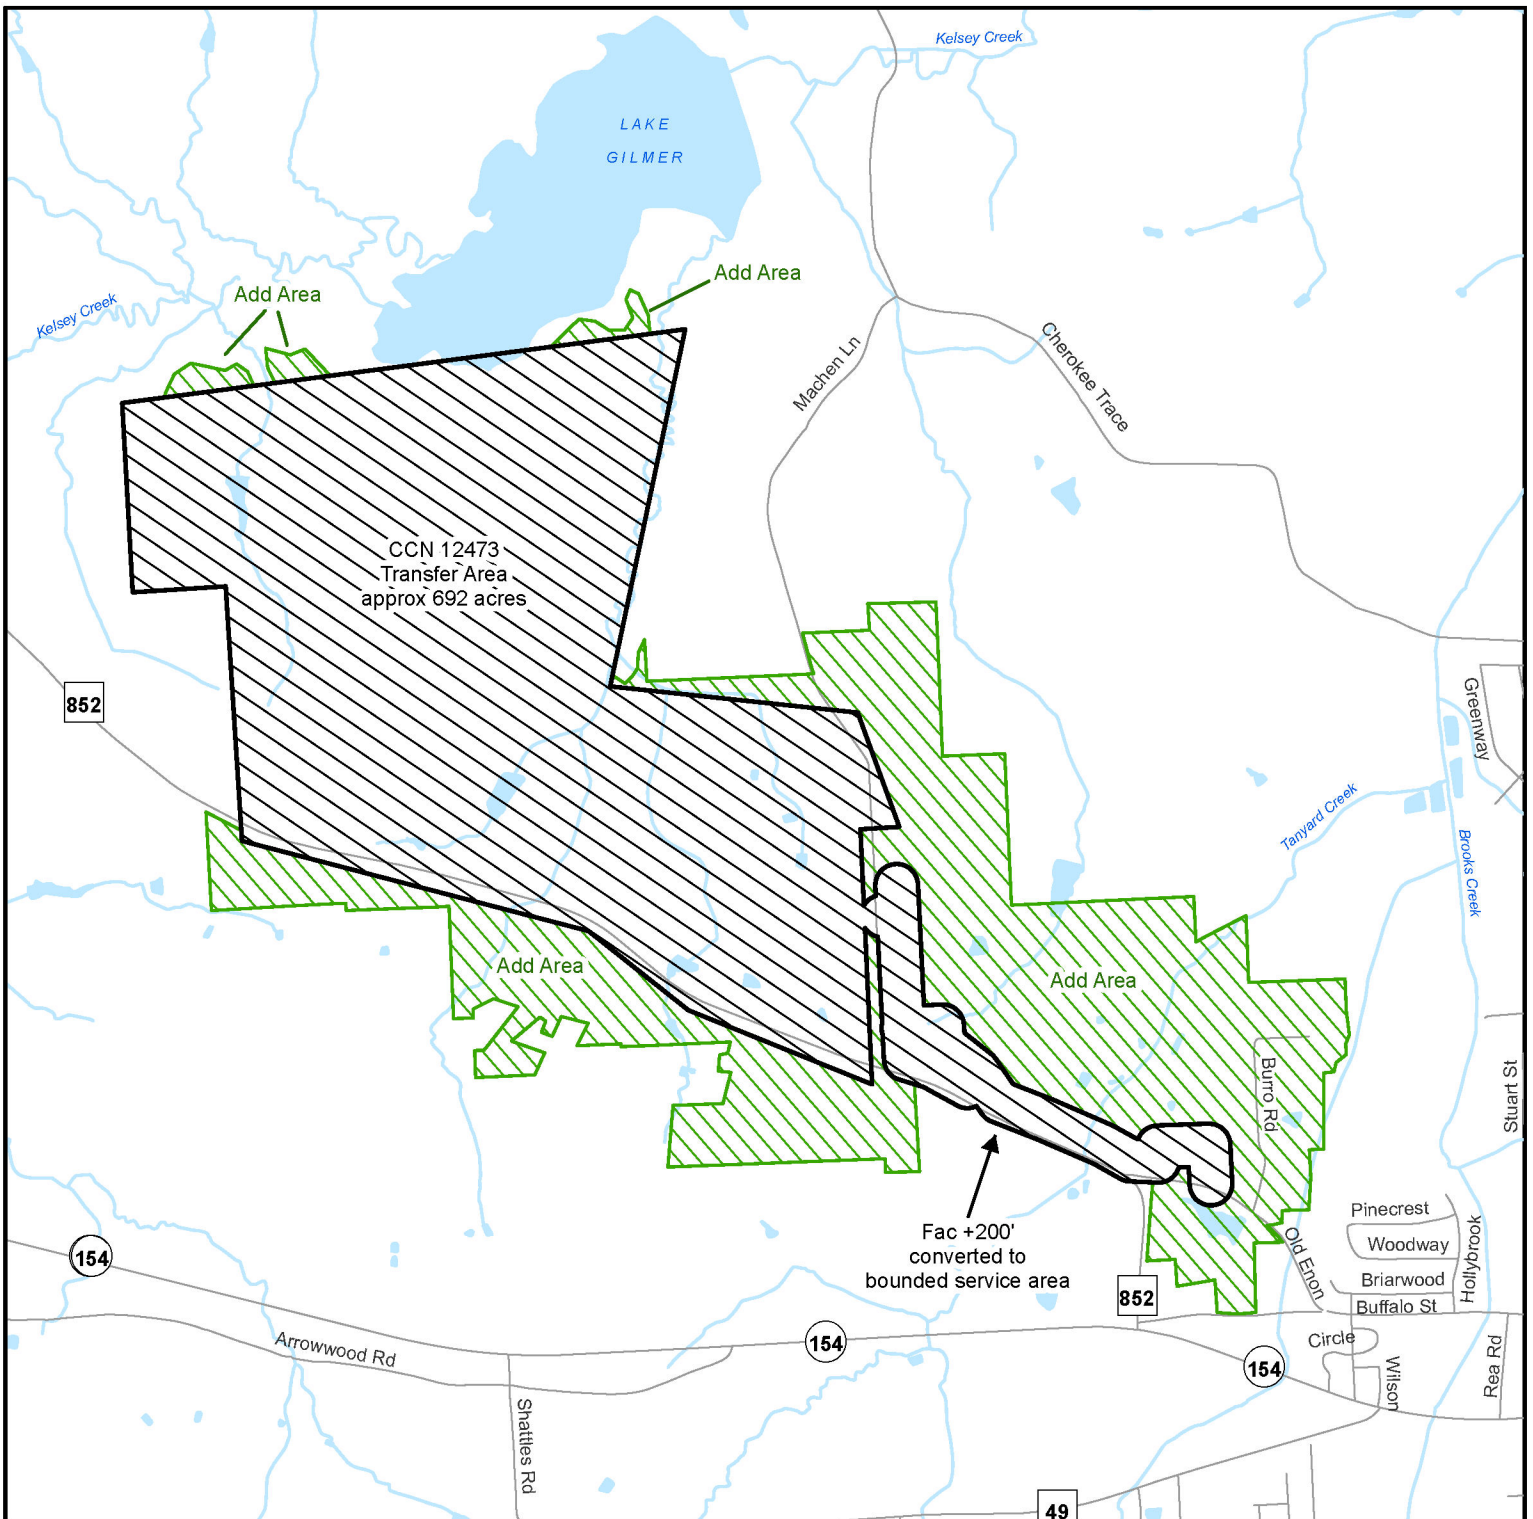 Kelsey Creek
LAKE
GILMER
Add Area
Add Area
Kelsey Creek
Machen Ln
Cherokee Trace
CCN 12473
Transfer Area
approx 692 acres
852
Greenway
Tanyard Creek
Brooks Creek
Add Area
Add Area
Burro Rd
Stuart St
Fac +200'
converted to
bounded service area
Pinecrest
Woodway
Hollybrook
Briarwood
Buffalo St
Old Enon
154
852
154
Circle
154
Wilson
Rea Rd
Arrowwood Rd
Shattles Rd
49